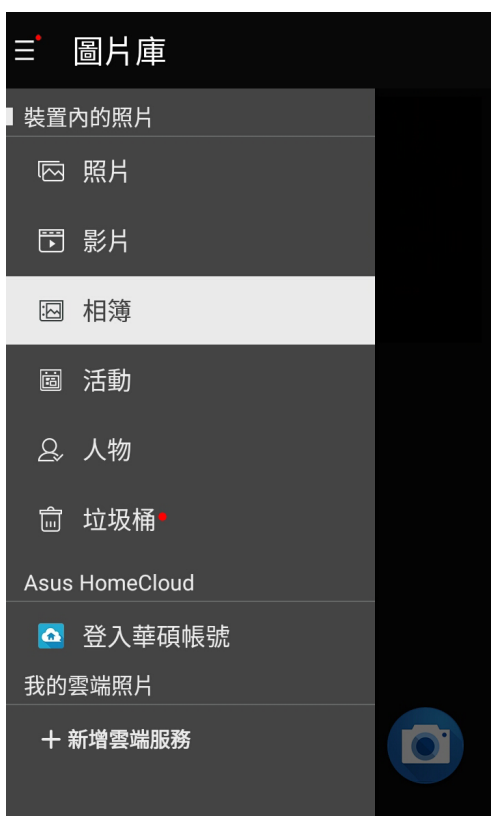 圖片庫
裝置內的照片
照片
影片
相簿
活動
人物
垃圾桶
Asus HomeCloud
登入華碩帳號
我的雲端照片
新增雲端服務